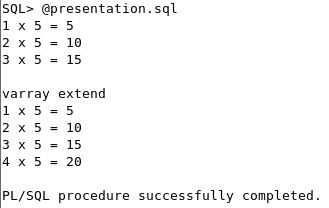 SQL> @presentation.sql
1 x 5 = 5
2 x 5 = 10
3 x 5 = 15
varray extend
1 x 5 = 5
2 x 5 = 10
3 x 5 = 15
4 x 5 = 20
PL/SQL procedure successfully completed.